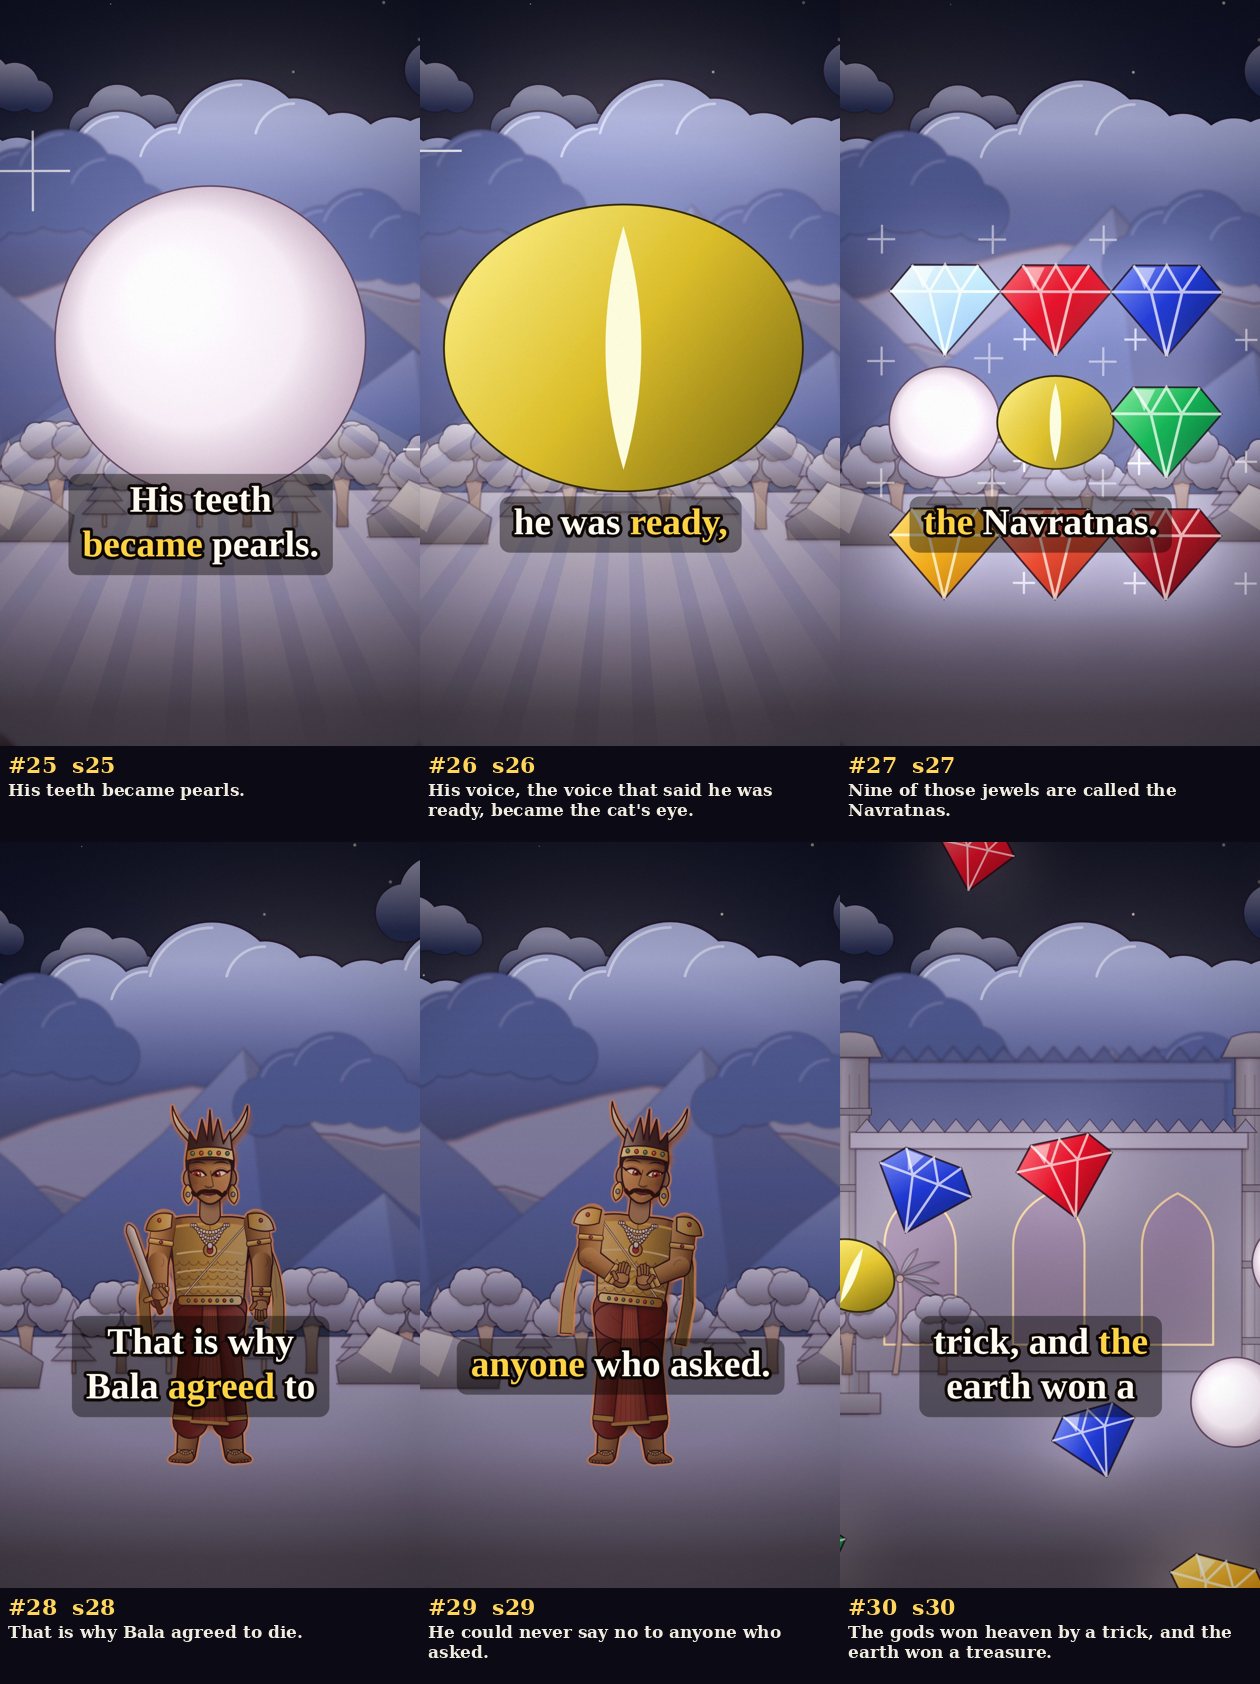 His teeth
became pearls.
he was ready,
the Navratnas.
#25 s25
His teeth became pearls.
#26 s26
His voice, the voice that said he was
ready, became the cat's eye.
#27 s27
Nine of those jewels are called the
Navratnas.
That is why
Bala agreed to
anyone who asked.
trick, and the
earth won a
#28 s28
That is why Bala agreed to die.
#29 s29
He could never say no to anyone who
asked.
#30 s30
The gods won heaven by a trick, and the
earth won a treasure.